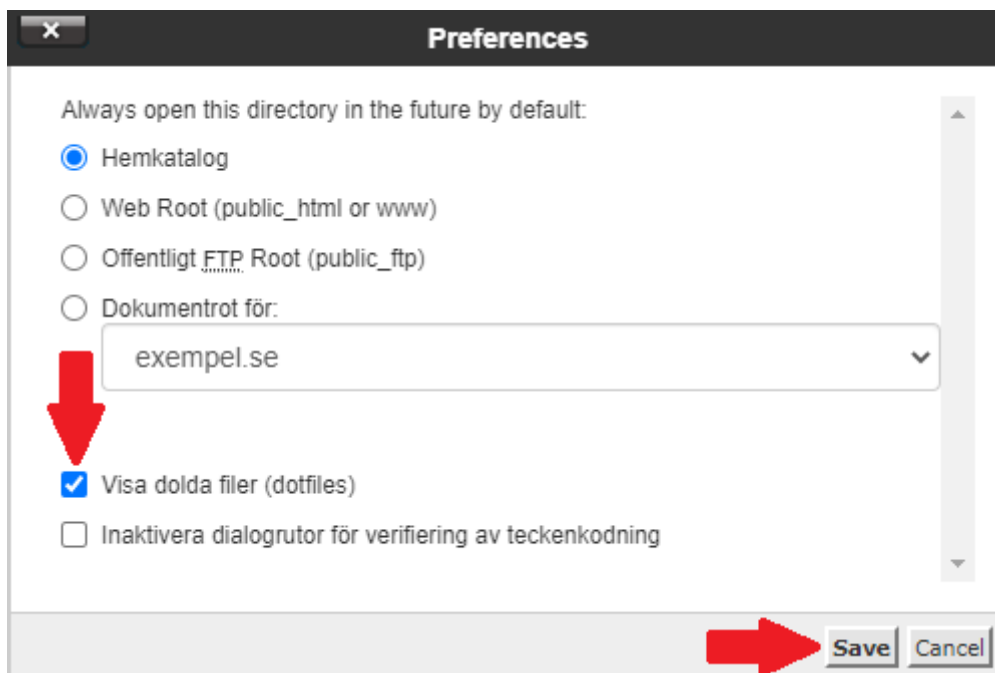 Preferences
Always open this directory in the future by default:
Hemkatalog
Web Root (public_html or www)
Offentligt FTP Root (public_ftp)
Dokumentrot för:
exempel.se
Visa dolda filer (dotfiles)
Inaktivera dialogrutor för verifiering av teckenkodning
Save Cancel